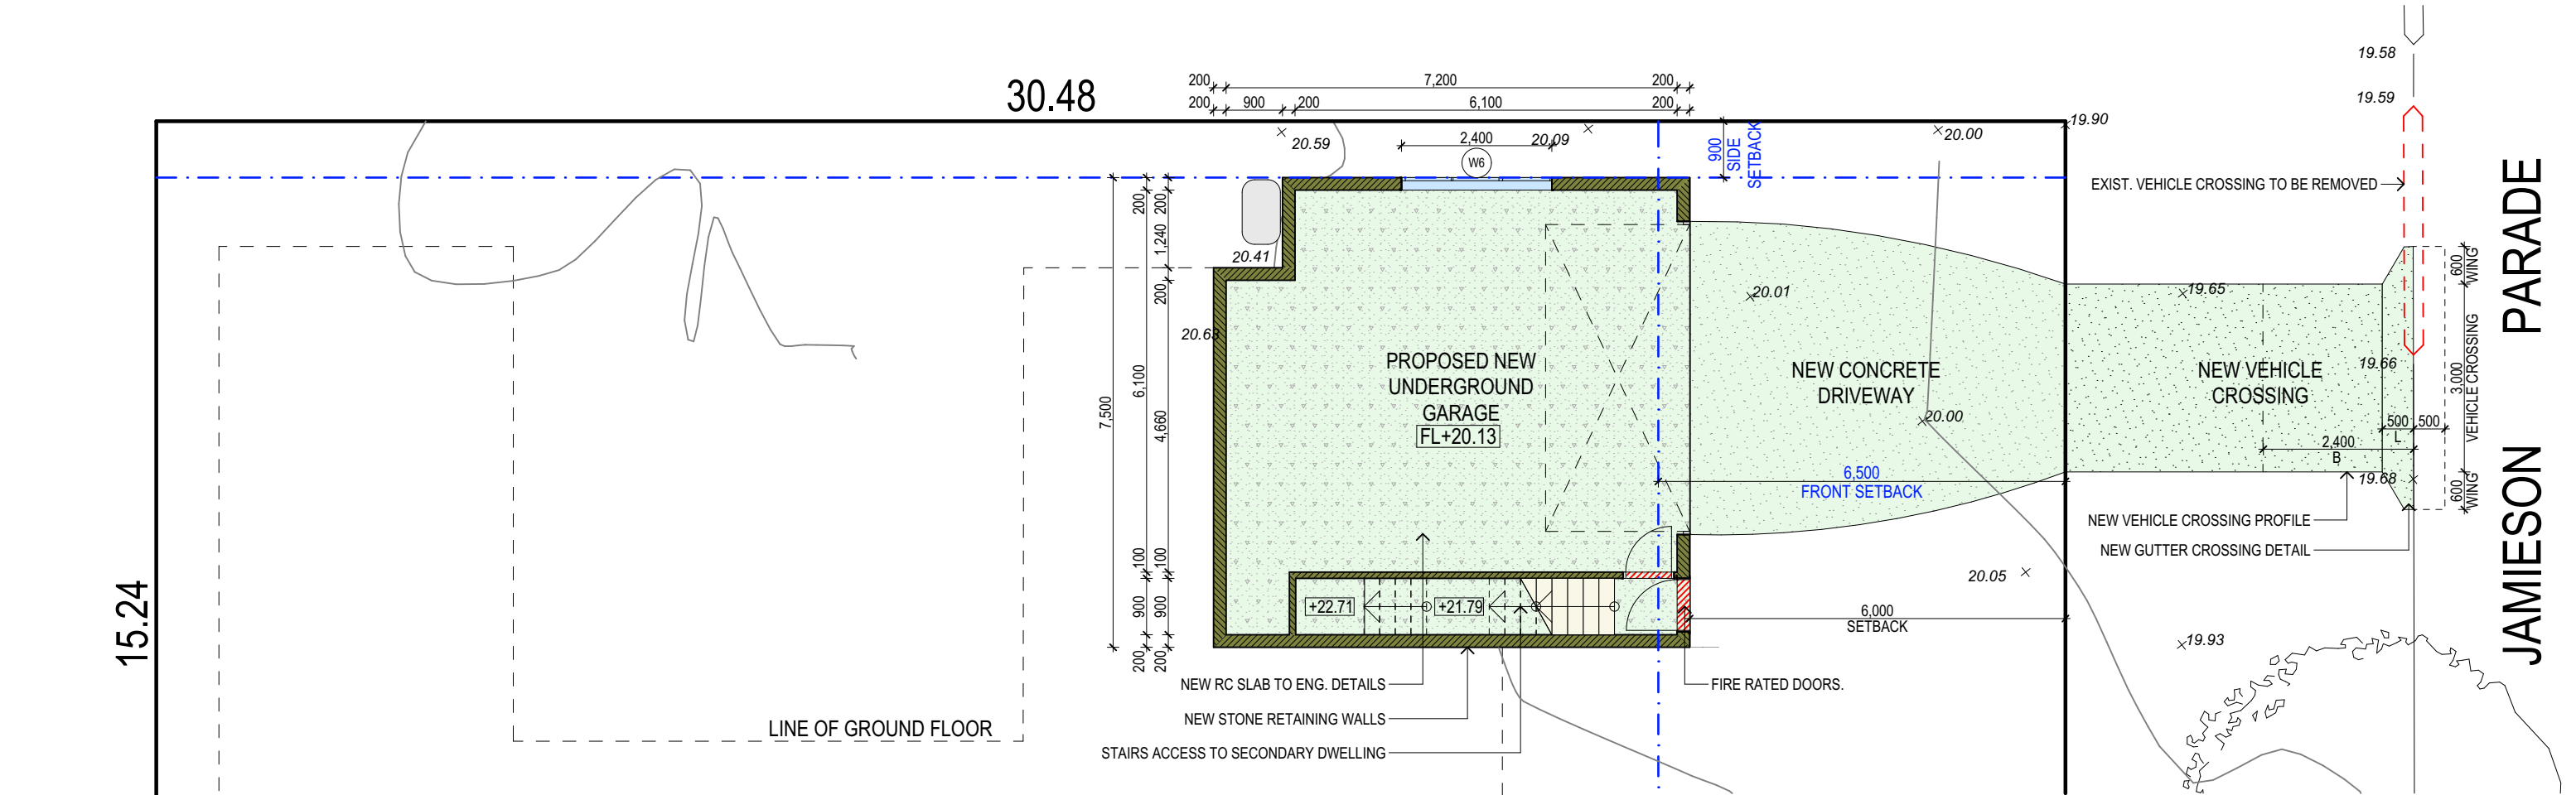 19.58
19.59
30.48
200 7,200 200
200 900 200 6,100 200
19.90
20.59
2,400
20.09
W6
900
SIDE
SETBACK
20.00
EXIST. VEHICLE CROSSING TO BE REMOVED
PARADE
200 200
1,240
20.41
200
20.63
20.01
19.65
600
WING
7,500
6,100
4,660
PROPOSED NEW
UNDERGROUND
GARAGE
FL+20.13
NEW CONCRETE
DRIVEWAY
20.00
NEW VEHICLE
CROSSING
19.66
3,000
VEHICLE CROSSING
500 500
L
2,400
B
6,500
FRONT SETBACK
19.68
600
WING
NEW VEHICLE CROSSING PROFILE
NEW GUTTER CROSSING DETAIL
JAMIESON
100 100
900 900
200 200
+22.71
+21.79
20.05
6,000
SETBACK
19.93
15.24
NEW RC SLAB TO ENG. DETAILS
FIRE RATED DOORS.
NEW STONE RETAINING WALLS
LINE OF GROUND FLOOR
STAIRS ACCESS TO SECONDARY DWELLING